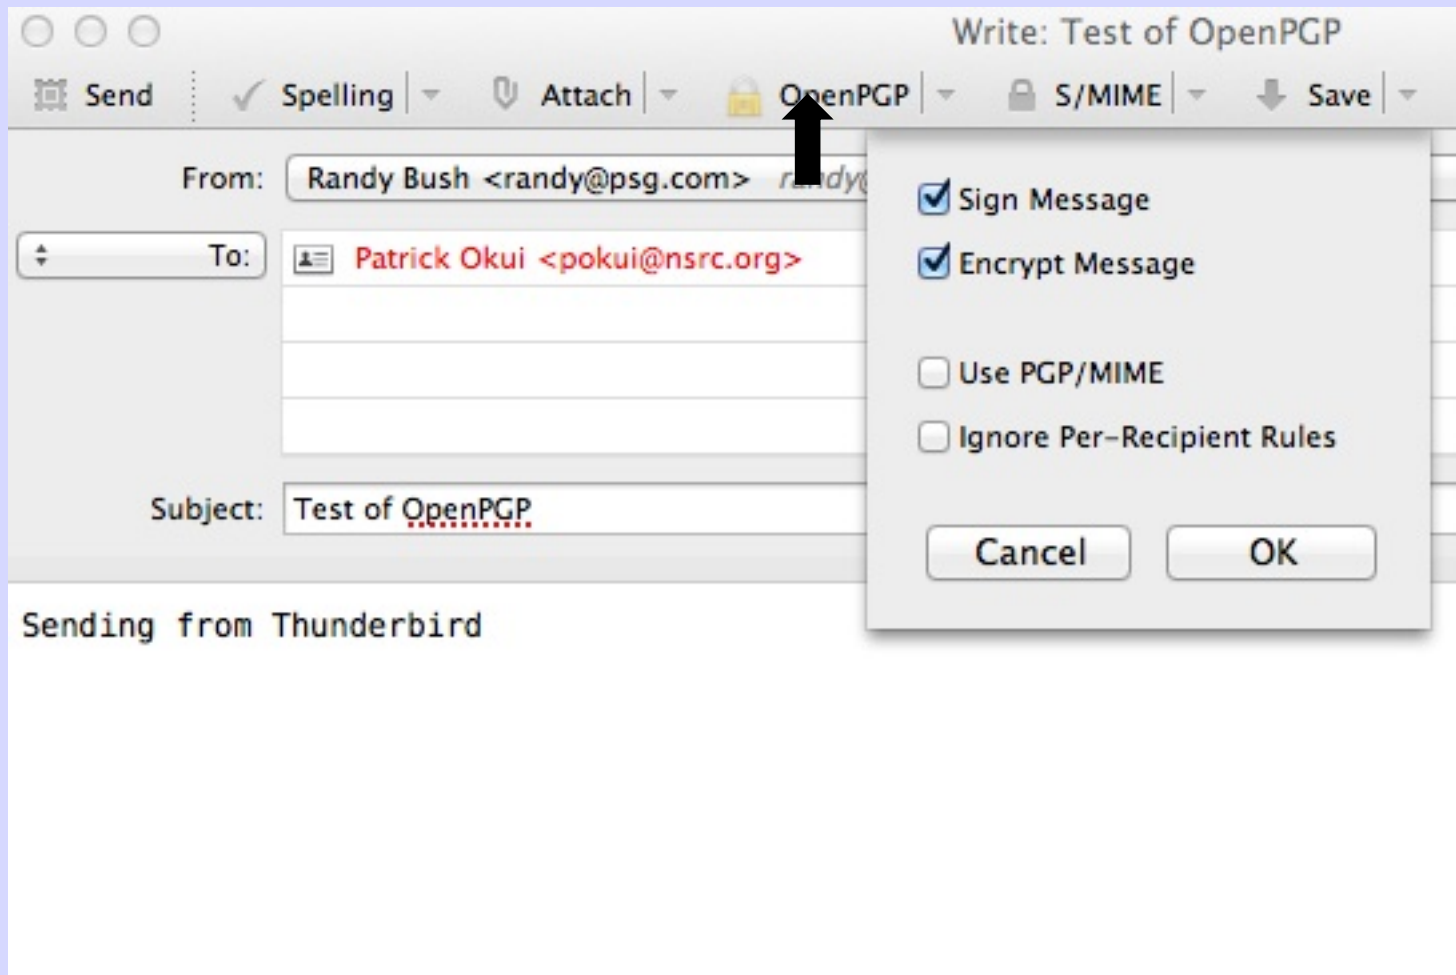 Write: Test of OpenPGP
Send Spelling Attach OpenPGP S/MIME Save
From: Randy Bush <randy@psg.com>
To: Patrick Okui <pokui@nsrc.org>
Subject: Test of OpenPGP
Sending from Thunderbird
Sign Message
Encrypt Message
Use PGP/MIME
Ignore Per-Recipient Rules
Cancel OK